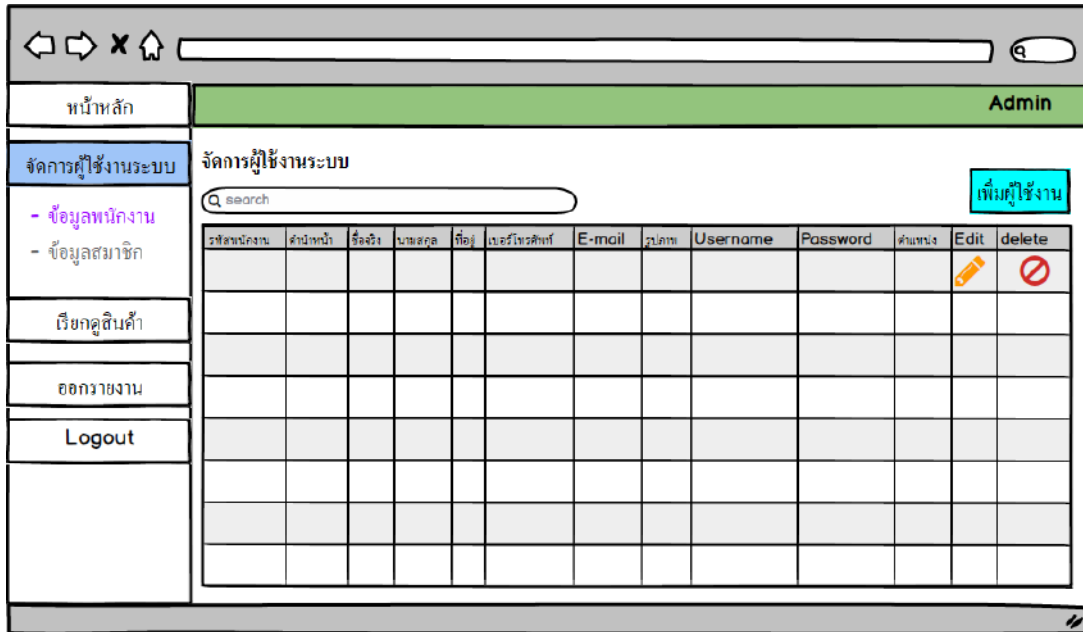 หน้าหลัก
Admin
จัดการผู้ใช้งานระบบ
- ข้อมูลพนักงาน
- ข้อมูลสมาชิก
เรียกดูสินค้า
ออกรายงาน
Logout
จัดการผู้ใช้งานระบบ
search
เพิ่มผู้ใช้งาน
รหัสพนักงาน คำนำหน้า ชื่อจริง นามสกุล ที่อยู่ เบอร์โทรศัพท์ E-mail รูปภาพ Username Password ตำแหน่ง Edit delete